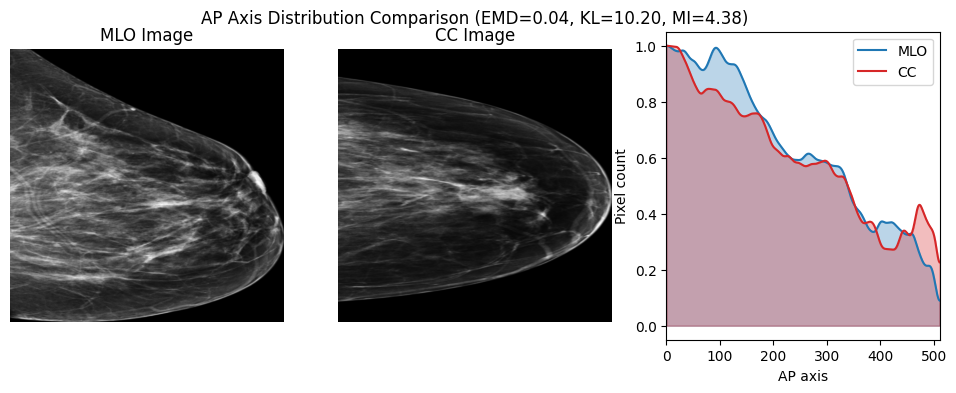 AP Axis Distribution Comparison (EMD=0.04, KL=10.20, MI=4.38)
MLO Image
CC Image
MLO
CC
Pixel count
1.0
0.8
0.6
0.4
0.2
0.0
0 100 200 300 400 500
AP axis